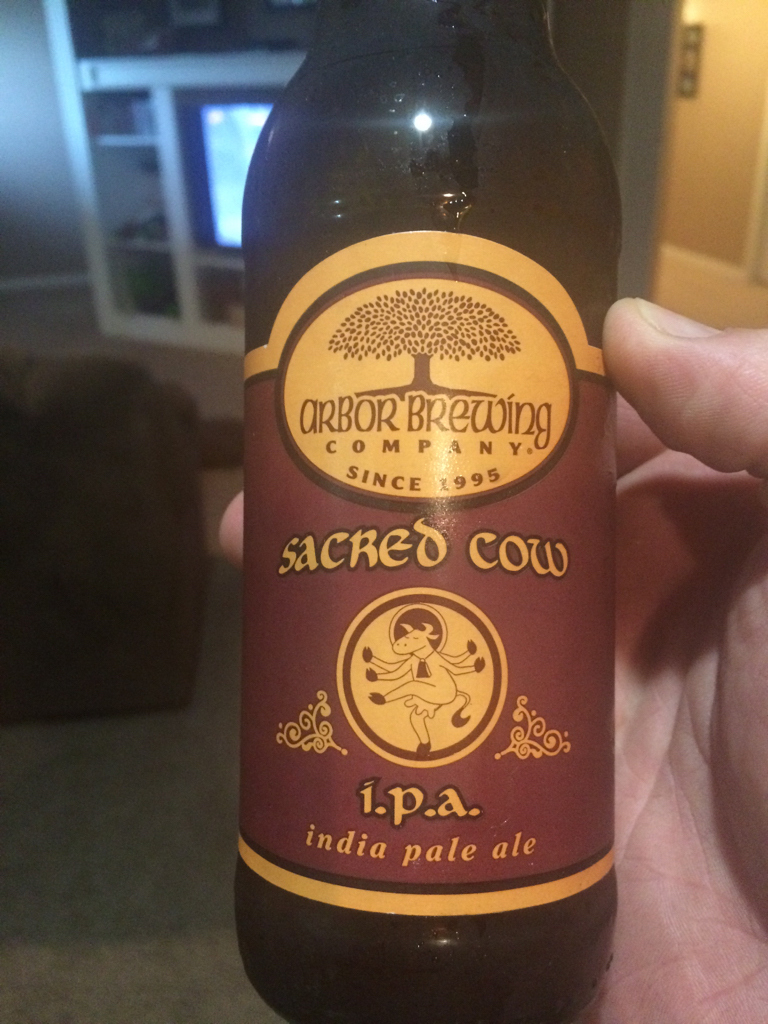 arbor brewing
COMPANY®
SINCE 1995
sacred cow
i.p.a.
india pale ale